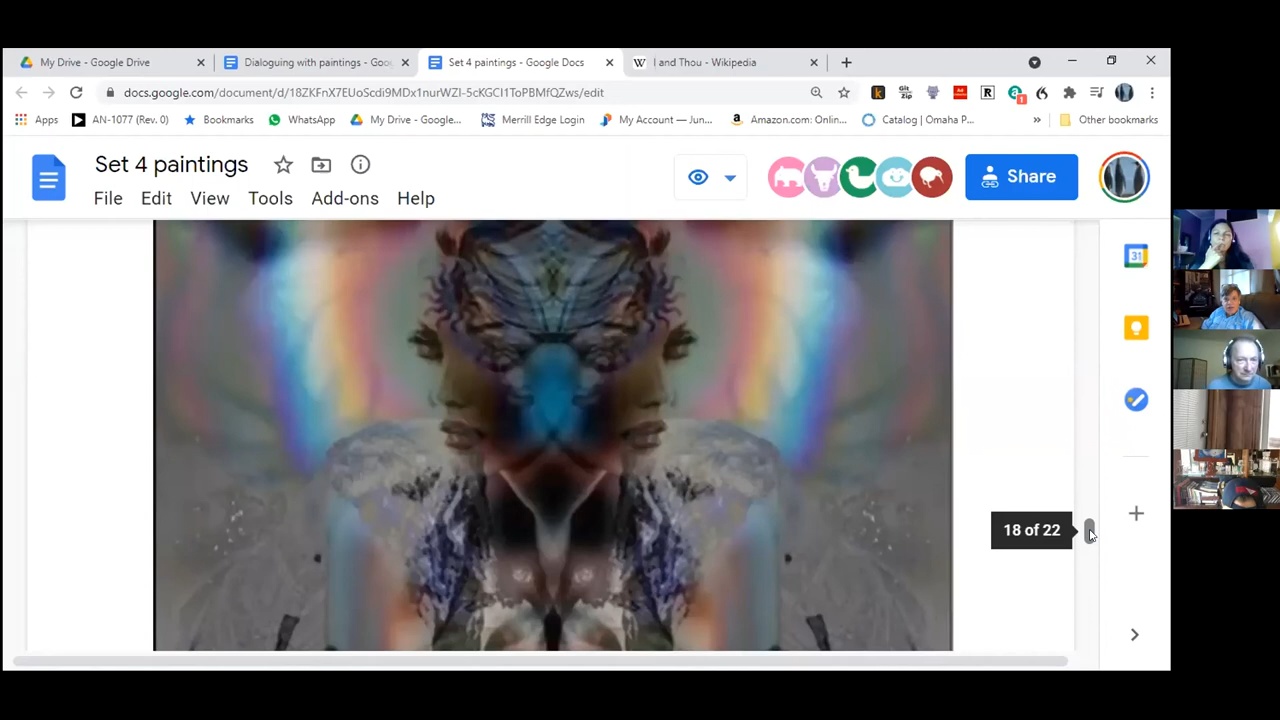 My Drive - Google Drive
Dialoguing with paintings - Goo
Set 4 paintings - Google Docs
W I and Thou - Wikipedia
docs.google.com/document/d/18ZKFnX7EUoScdi9MDx1nurWZI-5cKGCI1ToPBMfQZws/edit
Apps
AN-1077 (Rev. 0)
Bookmarks
WhatsApp
My Drive - Google...
Merrill Edge Login
My Account — Jun...
Amazon.com: Onlin...
Catalog | Omaha P...
»
Other bookmarks
Set 4 paintings
Share
File Edit View Tools Add-ons Help
31
18 of 22